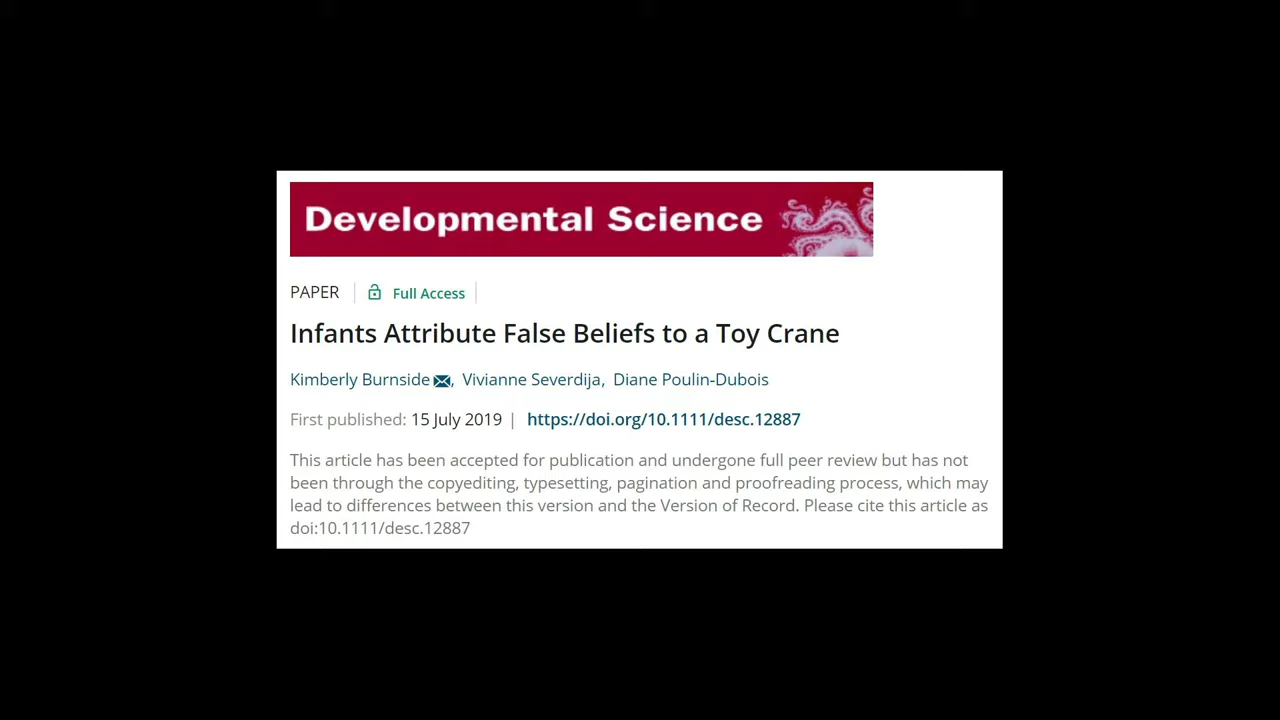 Developmental Science
PAPER | Full Access |
Infants Attribute False Beliefs to a Toy Crane
Kimberly Burnside, Vivianne Severdija, Diane Poulin-Dubois
First published: 15 July 2019 | https://doi.org/10.1111/desc.12887
This article has been accepted for publication and undergone full peer review but has not
been through the copyediting, typesetting, pagination and proofreading process, which may
lead to differences between this version and the Version of Record. Please cite this article as
doi:10.1111/desc.12887